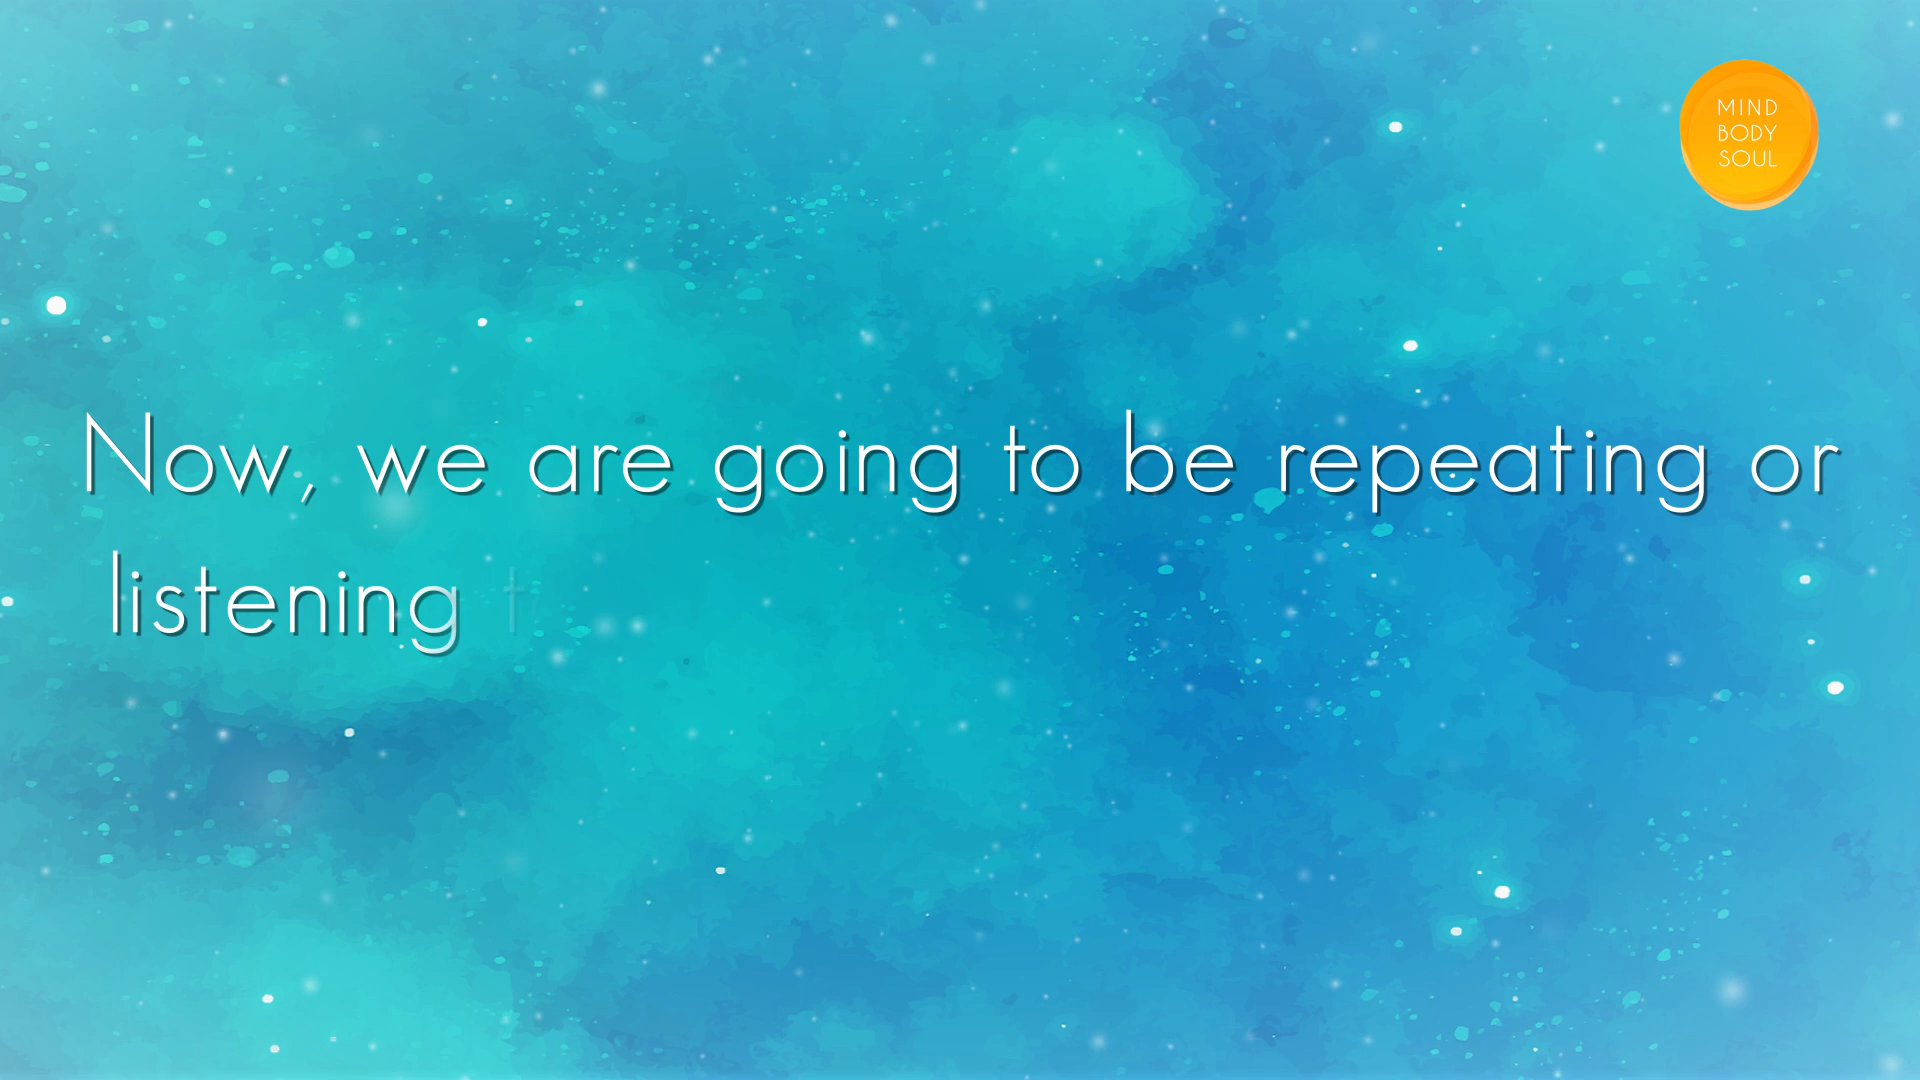 MIND
BODY
SOUL
Now, we are going to be repeating or
listening t